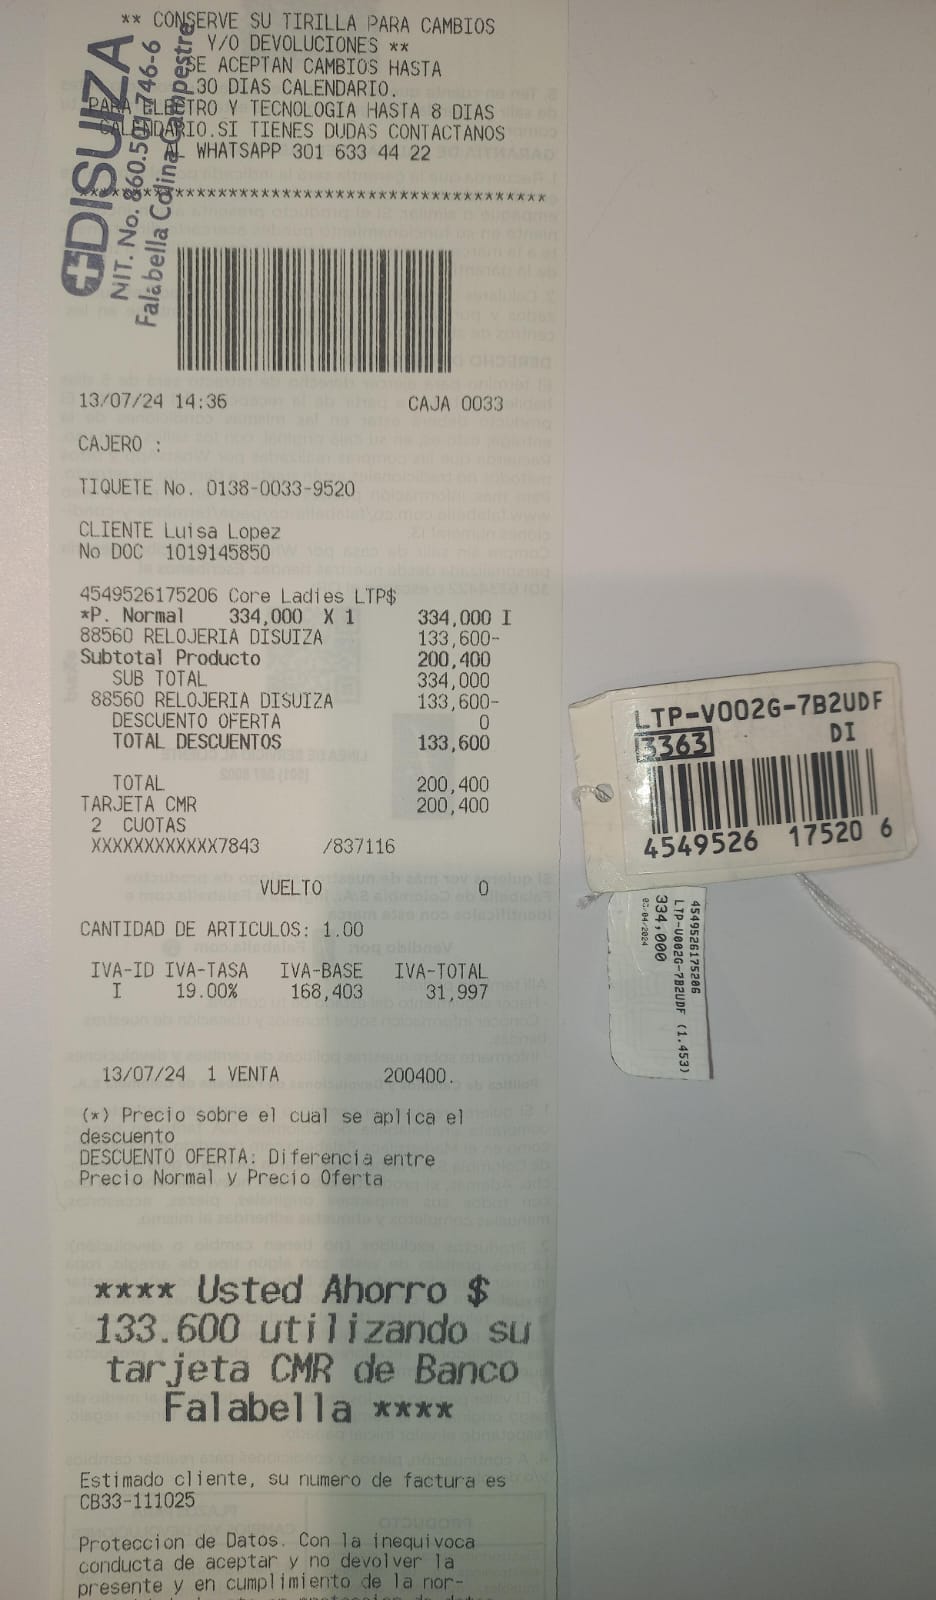 ** CONSERVE SU TIRILLA PARA CAMBIOS
Y/O DEVOLUCIONES **
SE ACEPTAN CAMBIOS HASTA
30 DIAS CALENDARIO.
PARA ELECTRO Y TECNOLOGIA HASTA 8 DIAS
CALENDARIO.SI TIENES DUDAS CONTACTANOS
AL WHATSAPP 301 633 44 22
DISUIZA
NIT. No. 860.501.746-6
Falabella Colina Campestre
13/07/24 14:36 CAJA 0033
CAJERO :
TIQUETE No. 0138-0033-9520
CLIENTE Luisa Lopez
No DOC 1019145850
4549526175206 Core Ladies LTP$
*P. Normal 334,000 X 1 334,000 I
88560 RELOJERIA DISUIZA 133,600-
Subtotal Producto 200,400
SUB TOTAL 334,000
88560 RELOJERIA DISUIZA 133,600-
DESCUENTO OFERTA 0
TOTAL DESCUENTOS 133,600
TOTAL 200,400
TARJETA CMR 200,400
2 CUOTAS
XXXXXXXXXXXX7843 /837116
VUELTO 0
CANTIDAD DE ARTICULOS: 1.00
IVA-ID IVA-TASA IVA-BASE IVA-TOTAL
I 19.00% 168,403 31,997
13/07/24 1 VENTA 200400.
(*) Precio sobre el cual se aplica el
descuento
DESCUENTO OFERTA: Diferencia entre
Precio Normal y Precio Oferta
**** Usted Ahorro $
133.600 utilizando su
tarjeta CMR de Banco
Falabella ****
Estimado cliente, su numero de factura es
CB33-111025
Proteccion de Datos. Con la inequivoca
conducta de aceptar y no devolver la
presente y en cumplimiento de la nor-
LTP-V002G-7B2UDF
3363 DI
4549526 17520 6
4549526175206
LTP-V002G-7B2UDF (1.453)
334,000